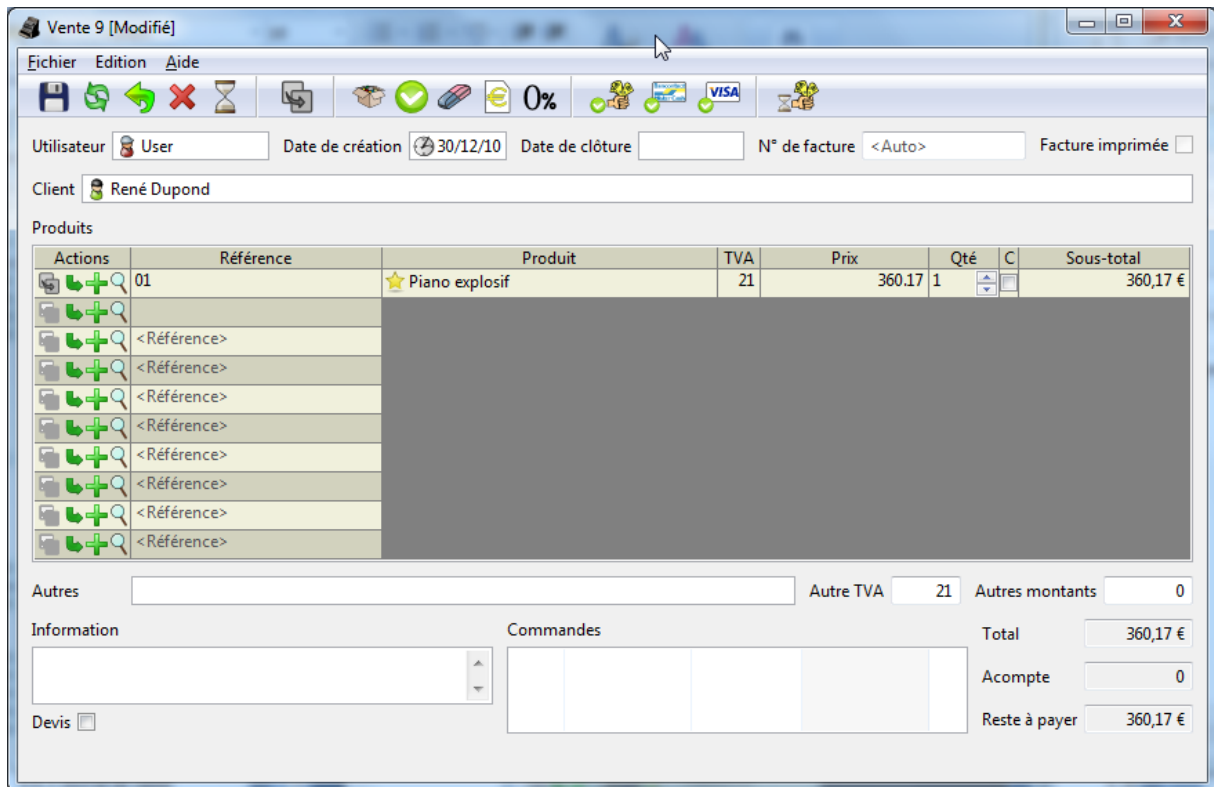 Vente 9 [Modifié]
Fichier Edition Aide
0% VISA
Utilisateur User Date de création 30/12/10 Date de clôture N° de facture <Auto> Facture imprimée
Client René Dupond
Produits
Actions Référence Produit TVA Prix Qté C Sous-total
01 Piano explosif 21 360.17 1 360,17 €
<Référence>
<Référence>
<Référence>
<Référence>
<Référence>
<Référence>
<Référence>
<Référence>
Autres Autre TVA 21 Autres montants 0
Information Commandes Total 360,17 €
Acompte 0
Devis Reste à payer 360,17 €